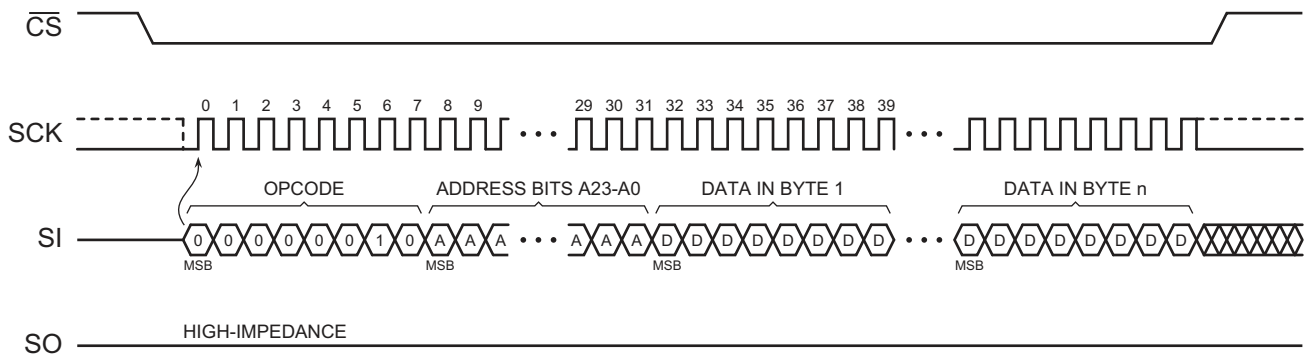 CS
0 1 2 3 4 5 6 7 8 9 29 30 31 32 33 34 35 36 37 38 39
SCK
OPCODE ADDRESS BITS A23-A0 DATA IN BYTE 1 DATA IN BYTE n
SI 0 0 0 0 0 0 1 0 A A A A A A D D D D D D D D D D D D D D D D
MSB MSB MSB MSB
HIGH-IMPEDANCE
SO